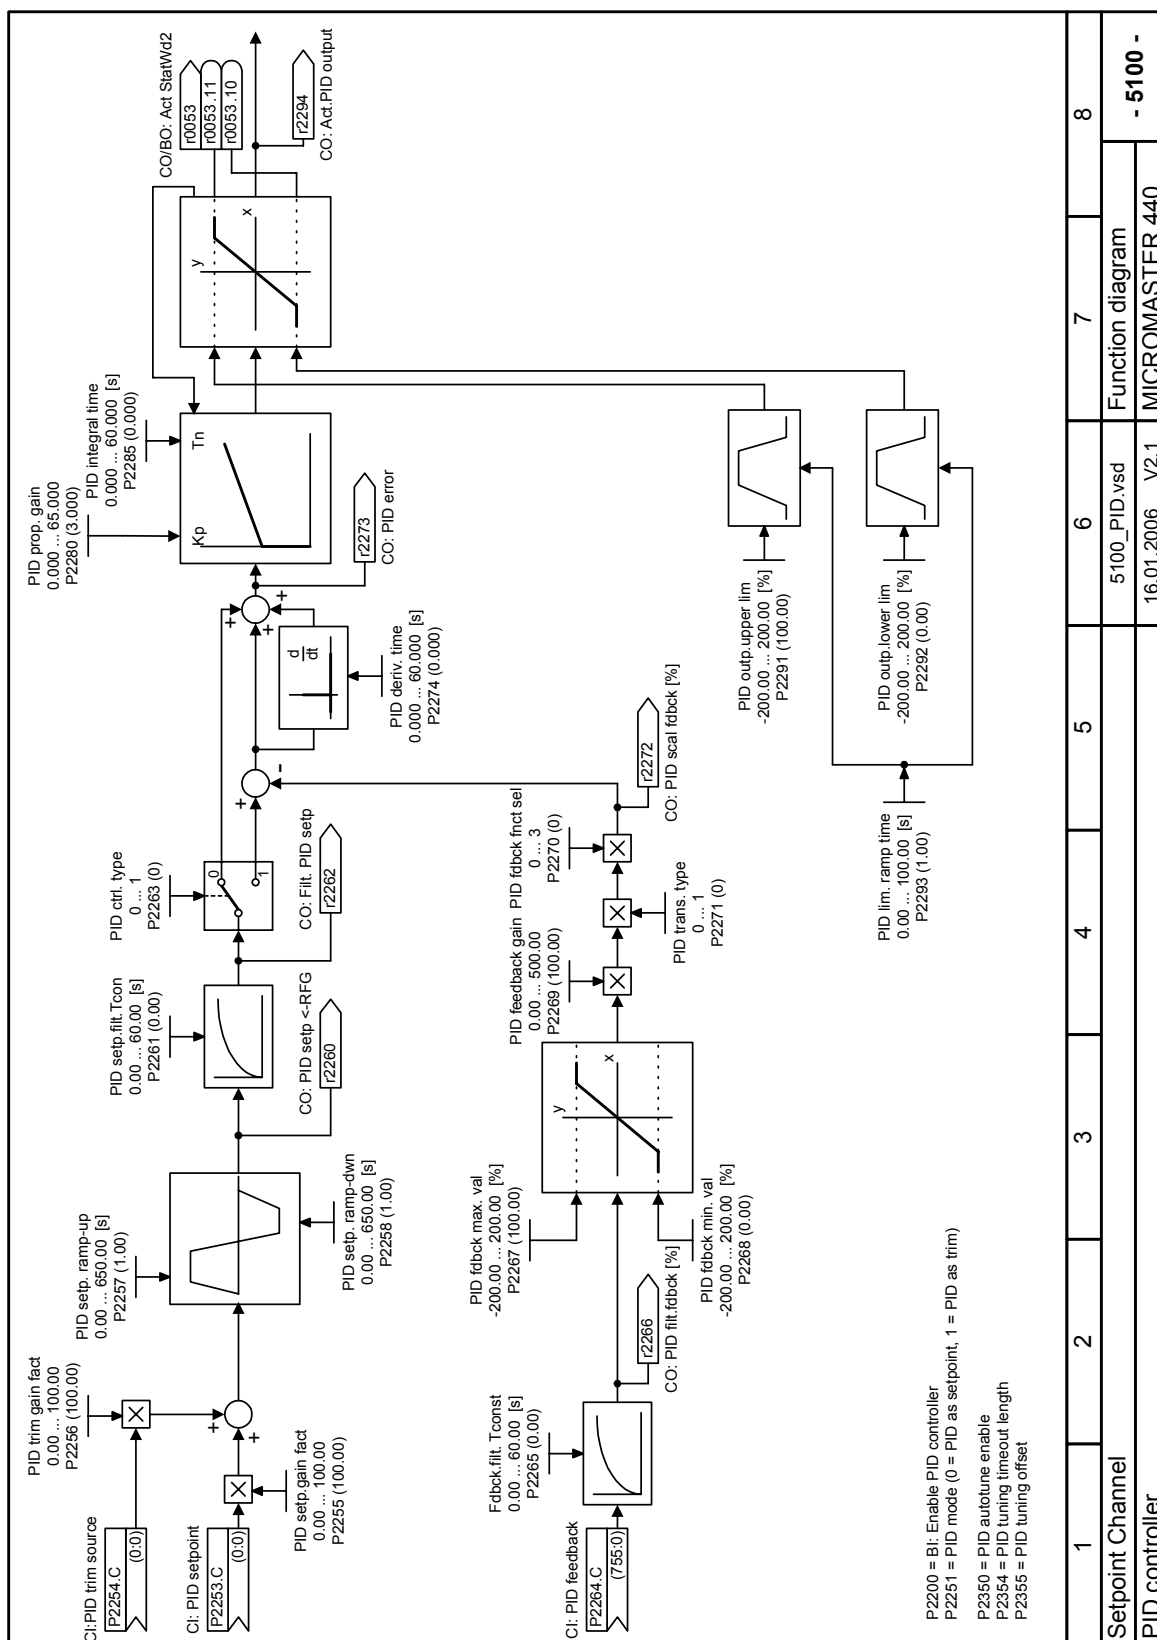 CI:PID trim source
P2254.C
(0:0)
CI: PID setpoint
P2253.C
(0:0)
PID trim gain fact
0.00 ... 100.00
P2256 (100.00)
PID setp.gain fact
0.00 ... 100.00
P2255 (100.00)
+
+
PID setp. ramp-up
0.00 ... 650.00 [s]
P2257 (1.00)
PID setp. ramp-dwn
0.00 ... 650.00 [s]
P2258 (1.00)
CO: PID setp <-RFG
r2260
PID setp.filt.Tcon
0.00 ... 60.00 [s]
P2261 (0.00)
CO: Filt. PID setp
r2262
PID ctrl. type
0 ... 1
P2263 (0)
0
1
+
-
PID deriv. time
0.000 ... 60.000 [s]
P2274 (0.000)
d
dt
+
+
+
CO: PID error
r2273
PID prop. gain
0.000 ... 65.000
P2280 (3.000)
PID integral time
0.000 ... 60.000 [s]
P2285 (0.000)
Kp
Tn
y
x
CO/BO: Act StatWd2
r0053
r0053.11
r0053.10
r2294
CO: Act.PID output
CI: PID feedback
P2264.C
(755:0)
Fdbck.filt. Tconst
0.00 ... 60.00 [s]
P2265 (0.00)
r2266
CO: PID filt.fdbck [%]
PID fdbck max. val
-200.00 ... 200.00 [%]
P2267 (100.00)
PID fdbck min. val
-200.00 ... 200.00 [%]
P2268 (0.00)
y
x
PID feedback gain
0.00 ... 500.00
P2269 (100.00)
PID trans. type
0 ... 1
P2271 (0)
PID fdbck fnct sel
0 ... 3
P2270 (0)
r2272
CO: PID scal fdbck [%]
PID outp.upper lim
-200.00 ... 200.00 [%]
P2291 (100.00)
PID outp.lower lim
-200.00 ... 200.00 [%]
P2292 (0.00)
PID lim. ramp time
0.00 ... 100.00 [s]
P2293 (1.00)
P2200 = BI: Enable PID controller
P2251 = PID mode (0 = PID as setpoint, 1 = PID as trim)
P2350 = PID autotune enable
P2354 = PID tuning timeout length
P2355 = PID tuning offset
1 2 3 4 5 6 7 8
Setpoint Channel
5100_PID.vsd
Function diagram
- 5100 -
PID controller
16.01.2006 V2.1
MICROMASTER 440